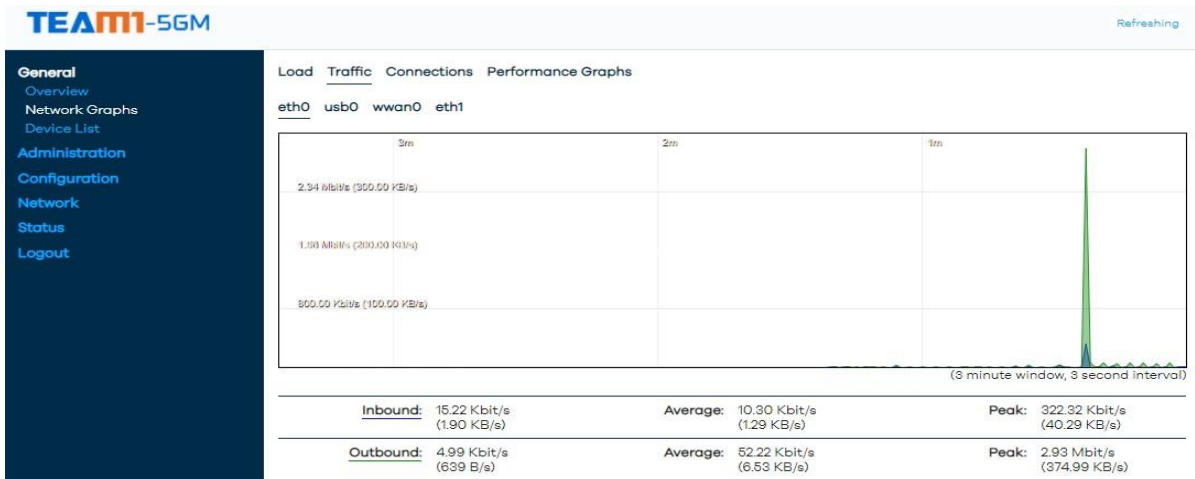 TEAM1-5GM
Refreshing
General
Overview
Network Graphs
Device List
Administration
Configuration
Network
Status
Logout
Load Traffic Connections Performance Graphs
eth0 usb0 wwan0 eth1
3m 2m 1m
2.34 Mbit/s (300.00 KB/s)
Mbit/s (200.00 KB/s)
800.00 Kbit/s (100.00 KB/s)
(3 minute window, 3 second interval)
Inbound: 15.22 Kbit/s (1.90 KB/s) Average: 10.30 Kbit/s (1.29 KB/s) Peak: 322.32 Kbit/s (40.29 KB/s)
Outbound: 4.99 Kbit/s (639 B/s) Average: 52.22 Kbit/s (6.53 KB/s) Peak: 2.93 Mbit/s (374.99 KB/s)